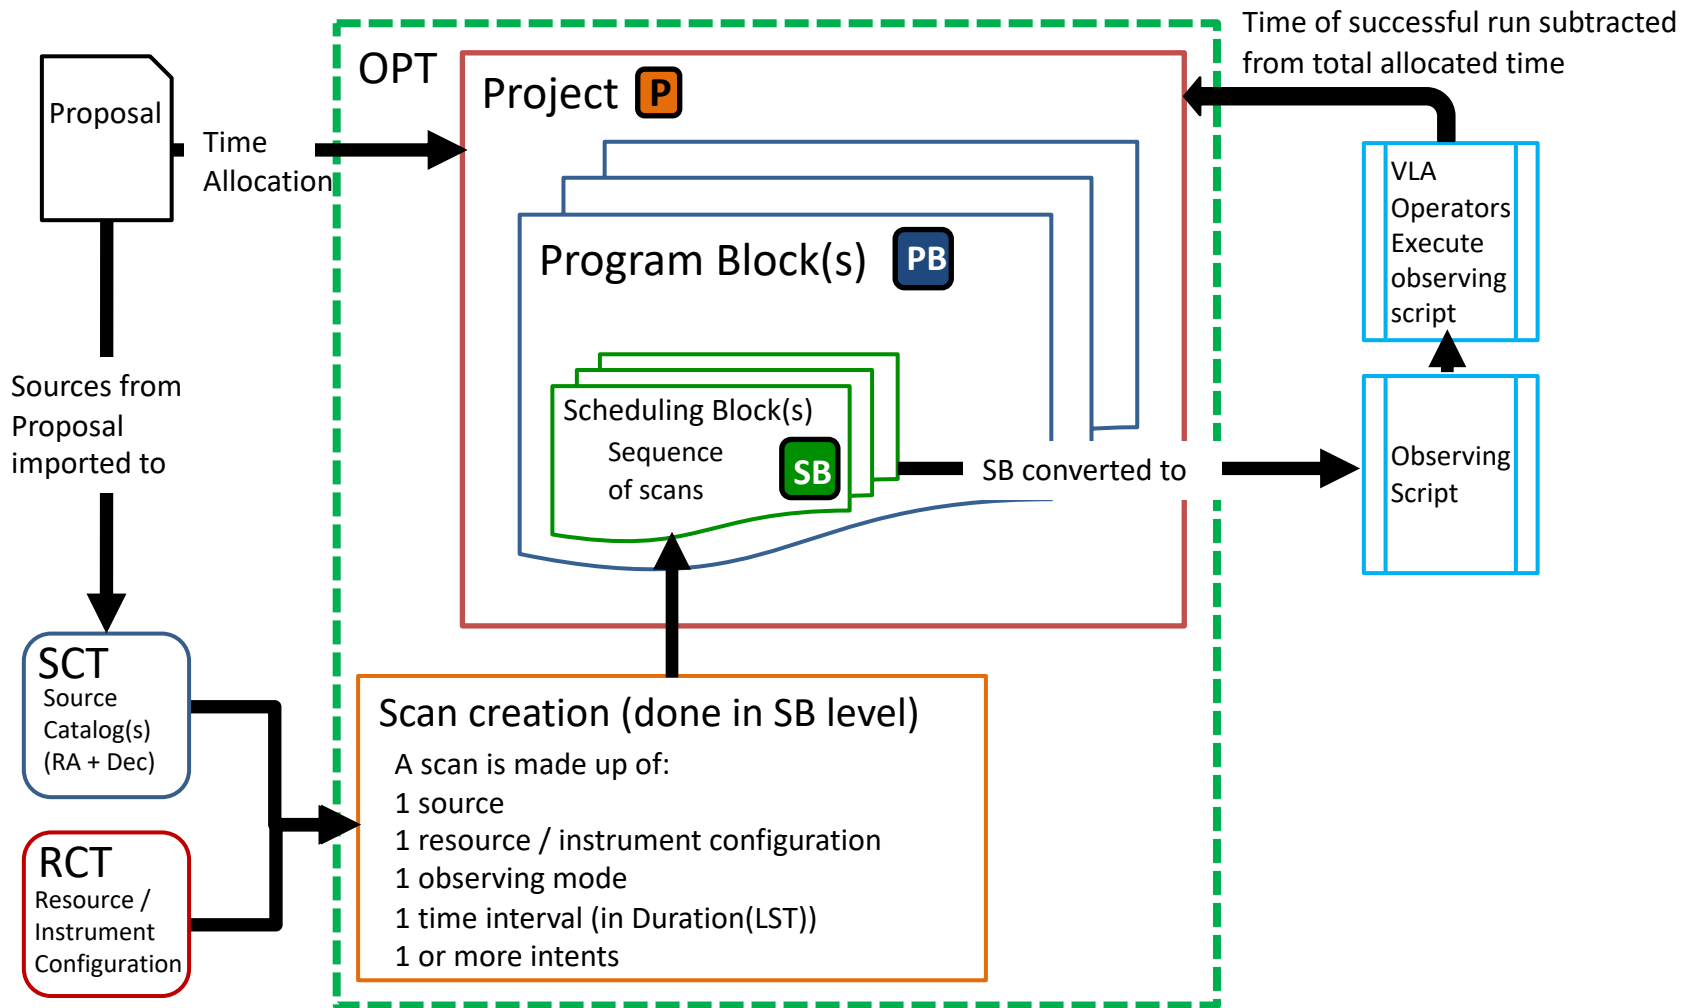 Time of successful run subtracted
from total allocated time
OPT
Project P
Proposal
Time
Allocation
VLA
Operators
Execute
observing
script
Program Block(s) PB
Sources from
Proposal
imported to
Scheduling Block(s)
Sequence
of scans
SB
SB converted to
Observing
Script
SCT
Source
Catalog(s)
(RA + Dec)
RCT
Resource /
Instrument
Configuration
Scan creation (done in SB level)
A scan is made up of:
1 source
1 resource / instrument configuration
1 observing mode
1 time interval (in Duration(LST))
1 or more intents